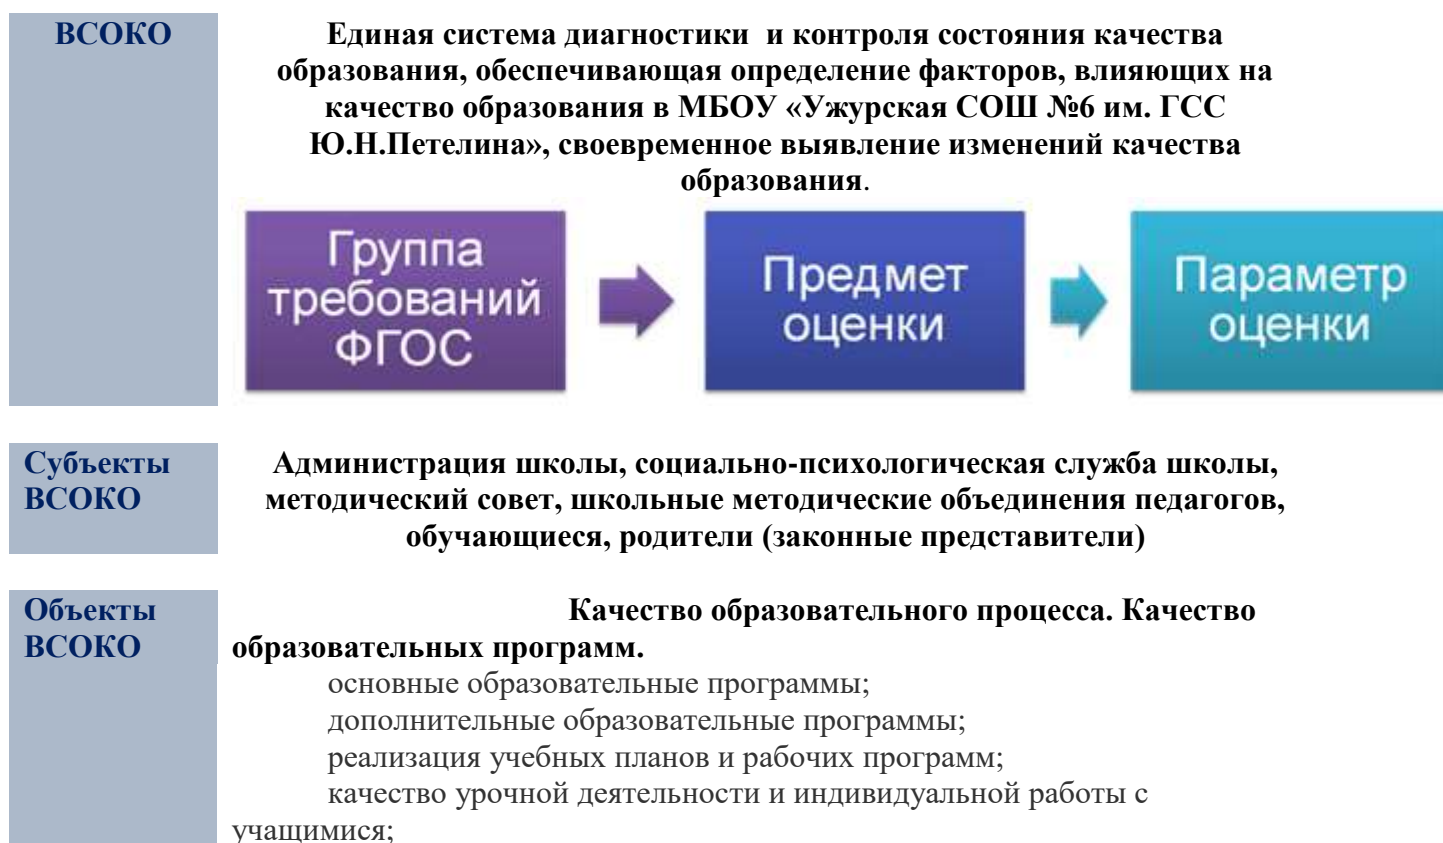 ВСОКО
Единая система диагностики и контроля состояния качества
образования, обеспечивающая определение факторов, влияющих на
качество образования в МБОУ «Ужурская СОШ №6 им. ГСС
Ю.Н.Петелина», своевременное выявление изменений качества
образования.
Группа
требований
ФГОС
Предмет
оценки
Параметр
оценки
Субъекты
ВСОКО
Администрация школы, социально-психологическая служба школы,
методический совет, школьные методические объединения педагогов,
обучающиеся, родители (законные представители)
Объекты
ВСОКО
Качество образовательного процесса. Качество
образовательных программ.
основные образовательные программы;
дополнительные образовательные программы;
реализация учебных планов и рабочих программ;
качество урочной деятельности и индивидуальной работы с
учащимися;